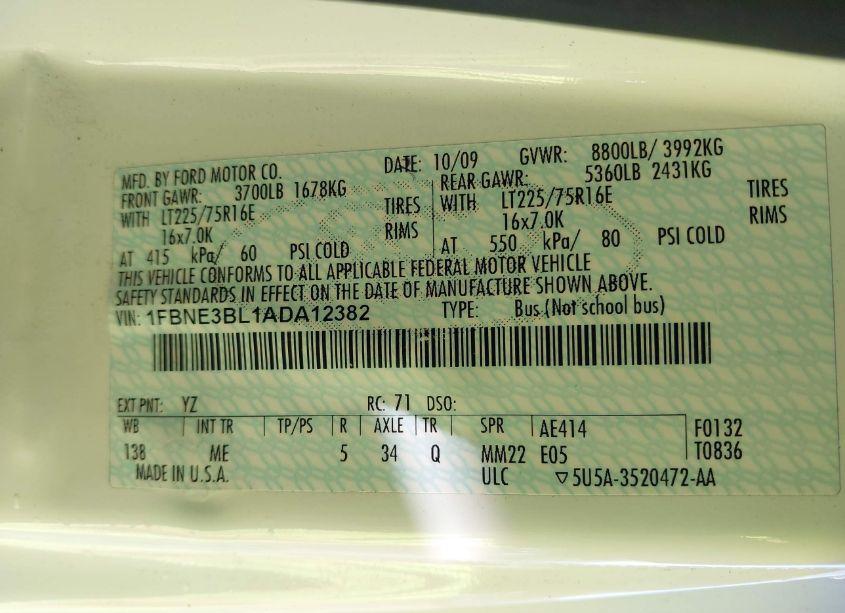 MFD. BY FORD MOTOR CO. DATE: 10/09 GVWR: 8800LB/ 3992KG
FRONT GAWR: 3700LB 1678KG REAR GAWR: 5360LB 2431KG
WITH LT225/75R16E TIRES WITH LT225/75R16E TIRES
16x7.0K RIMS 16x7.0K RIMS
AT 415 kPa/ 60 PSI COLD AT 550 kPa/ 80 PSI COLD
THIS VEHICLE CONFORMS TO ALL APPLICABLE FEDERAL MOTOR VEHICLE
SAFETY STANDARDS IN EFFECT ON THE DATE OF MANUFACTURE SHOWN ABOVE.
VIN: 1FBNE3BL1ADA12382 TYPE: Bus (Not school bus)
EXT PNT: YZ RC: 71 DSO:
WB INT TR TP/PS R AXLE TR SPR AE414 F0132
138 ME 5 34 Q MM22 E05 T0836
MADE IN U.S.A. ULC ▽5U5A-3520472-AA